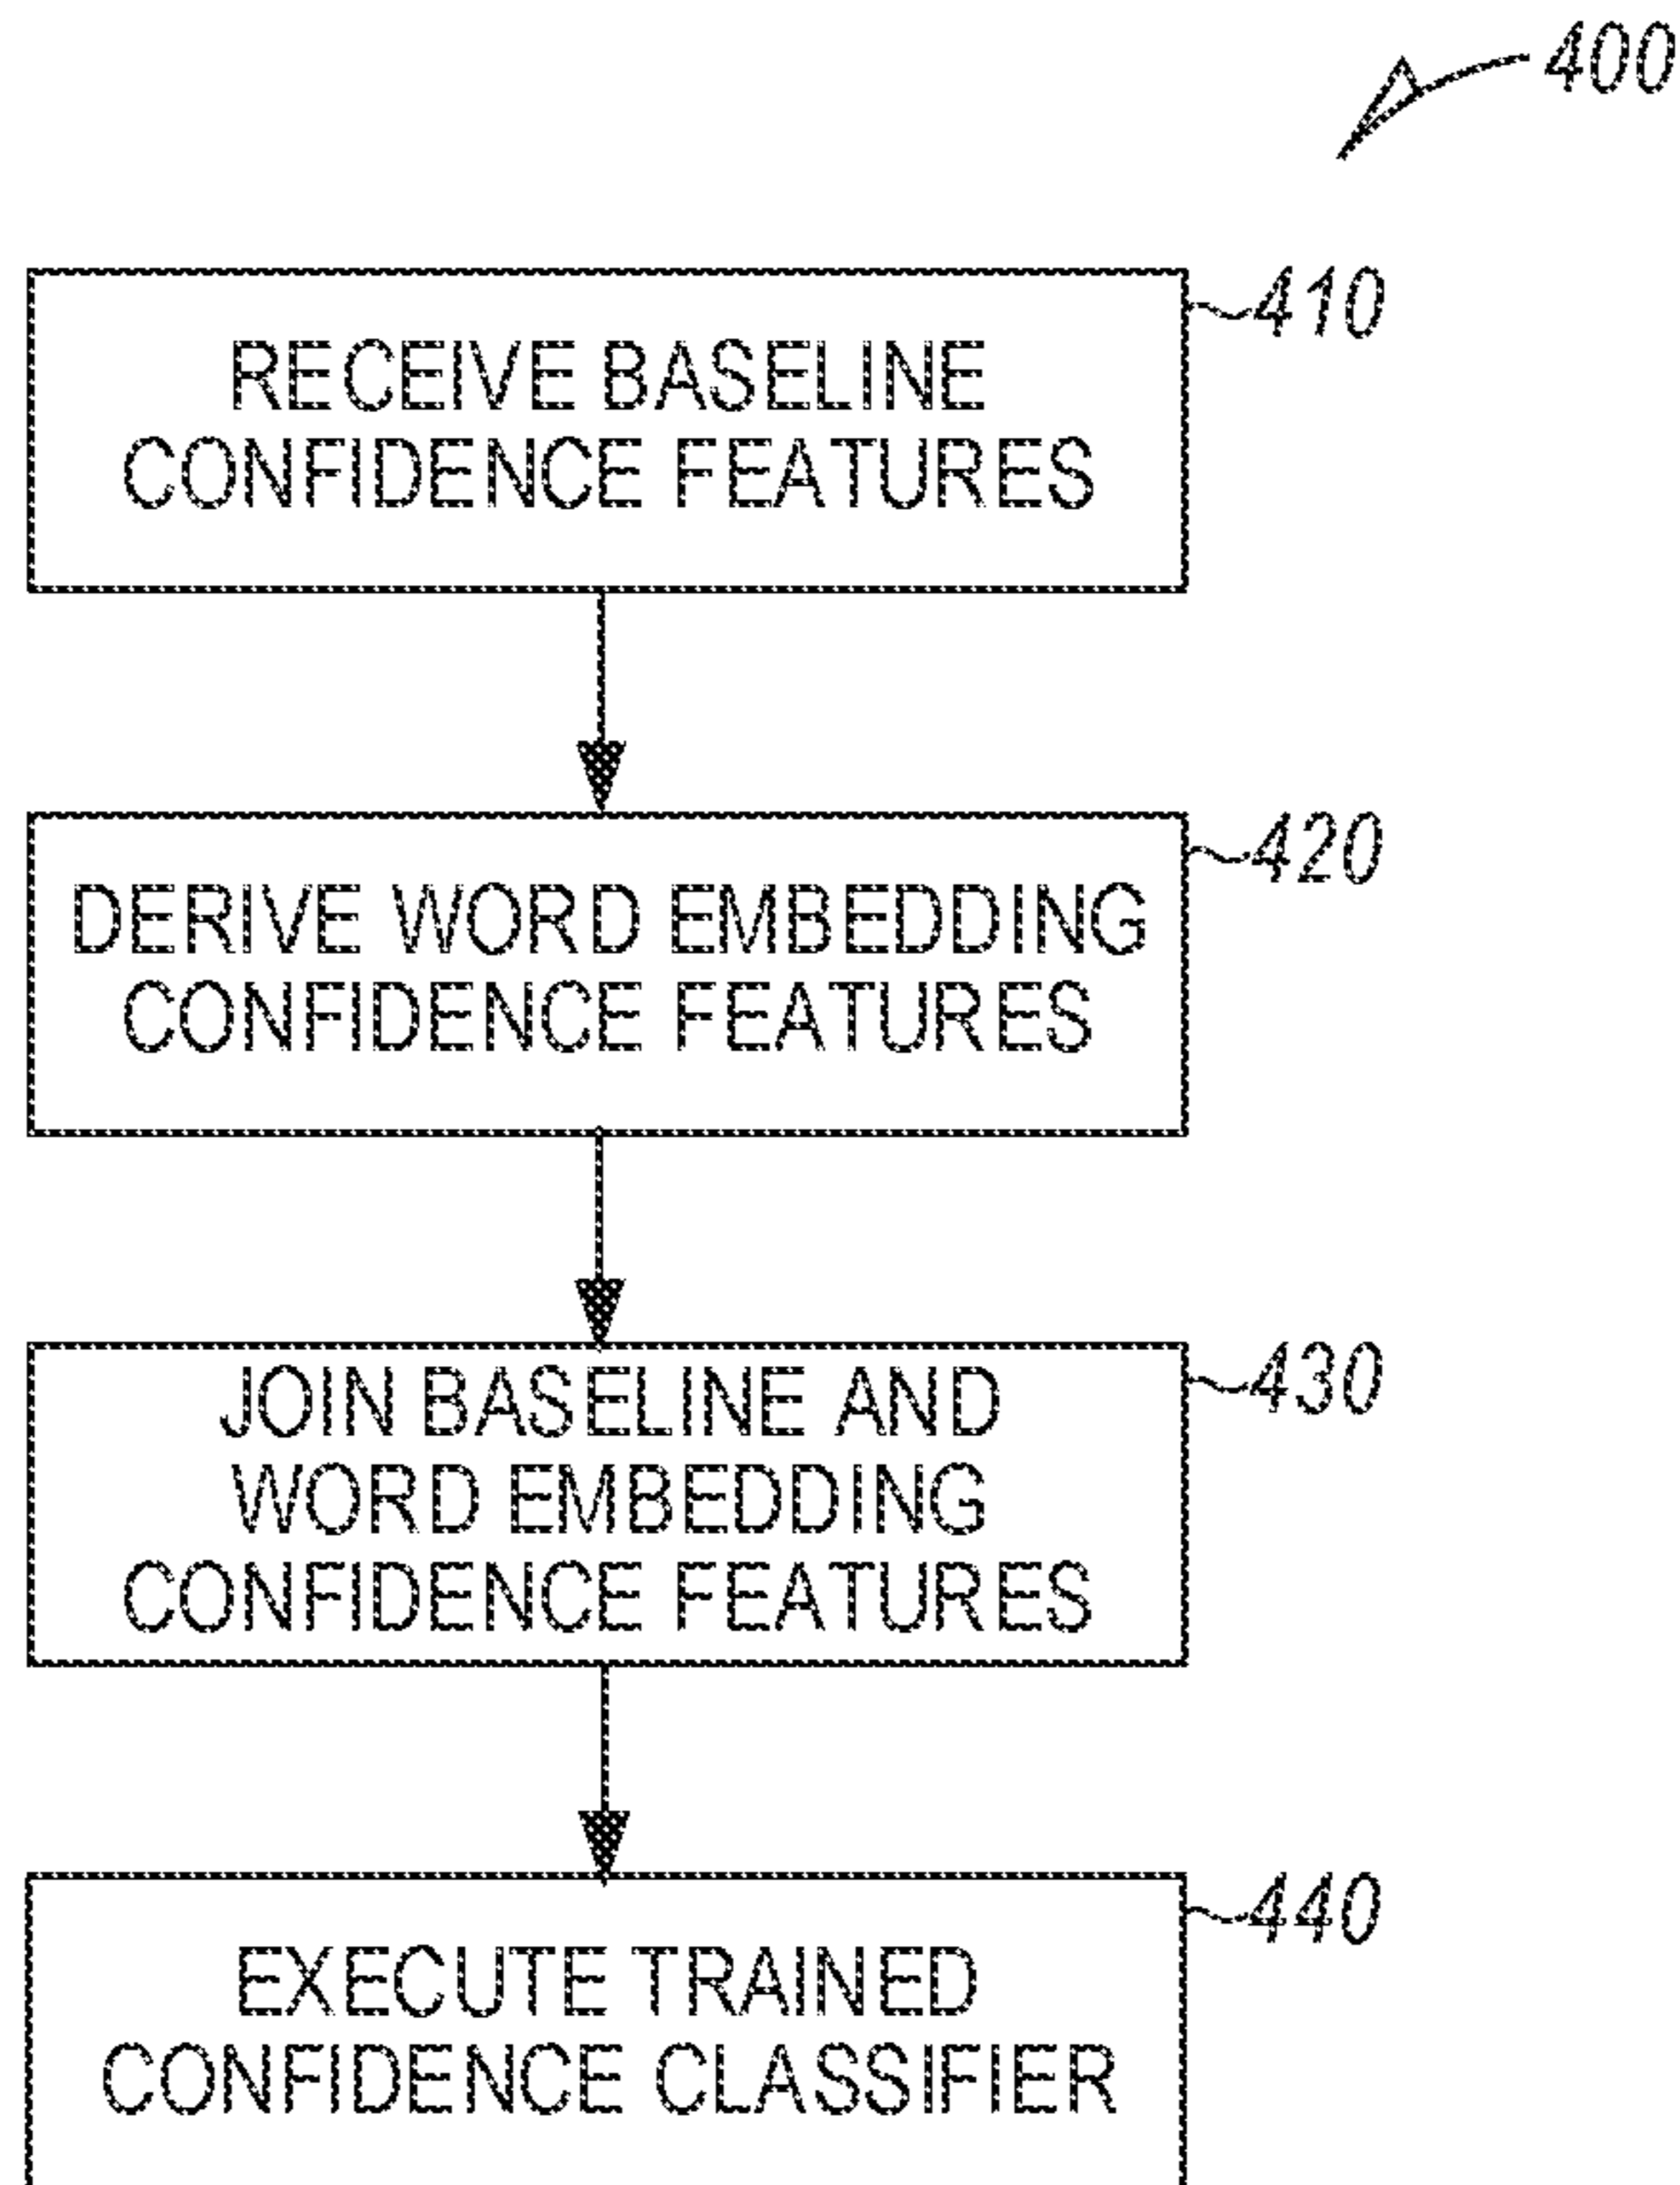 400
410
RECEIVE BASELINE
CONFIDENCE FEATURES
420
DERIVE WORD EMBEDDING
CONFIDENCE FEATURES
430
JOIN BASELINE AND
WORD EMBEDDING
CONFIDENCE FEATURES
440
EXECUTE TRAINED
CONFIDENCE CLASSIFIER